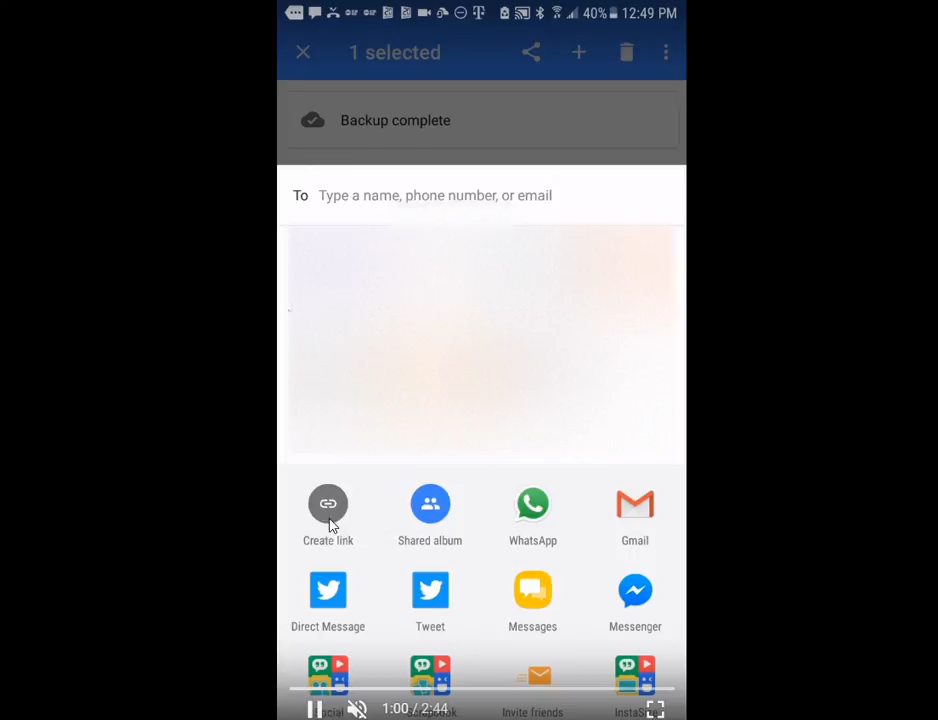 40% 12:49 PM
1 selected
Backup complete
To Type a name, phone number, or email
Create link Shared album WhatsApp Gmail
Direct Message Tweet Messages Messenger
Invite friends
1:00 / 2:44